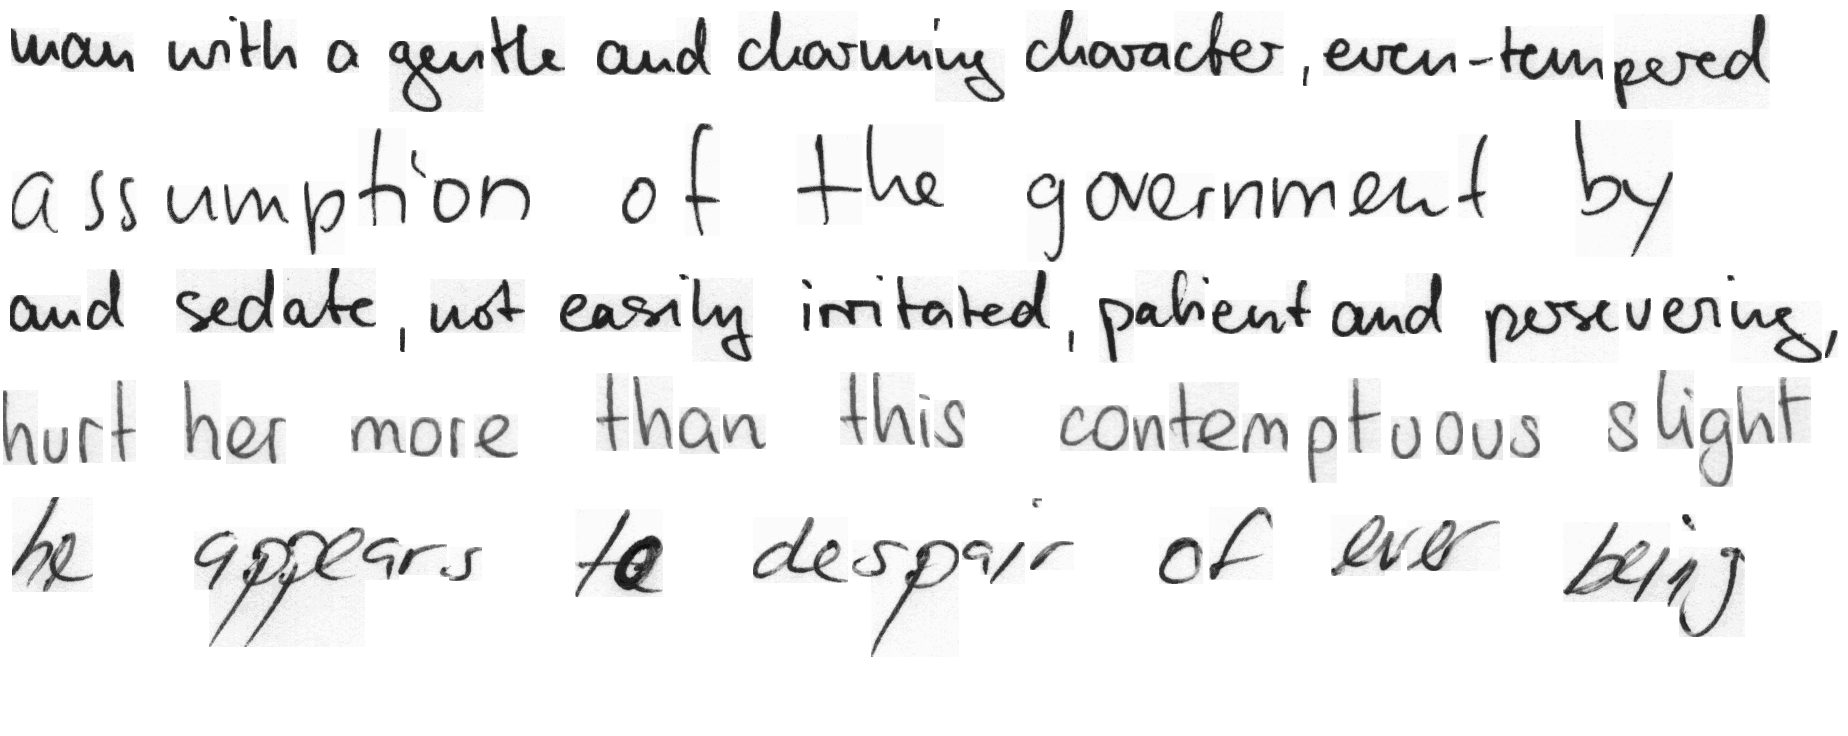 man with a gentle and charming character, even-tempered
assumption of the government by
and sedate, not easily irritated, patient and persevering,
hurt her more than this contemptuous slight
he appears to despair of ever being